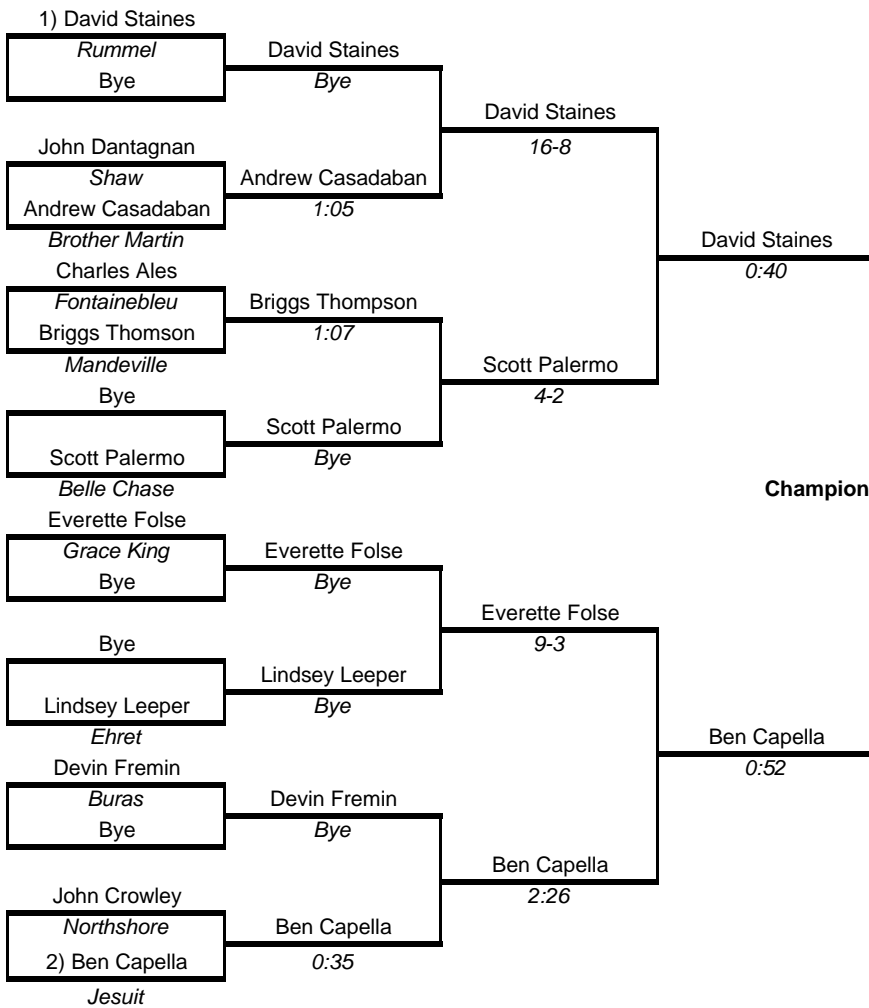 1) David Staines
Rummel
David Staines
Bye
Bye
David Staines
John Dantagnan
16-8
Shaw
Andrew Casadaban
Andrew Casadaban
1:05
Brother Martin
David Staines
Charles Ales
0:40
Fontainebleu
Briggs Thompson
Briggs Thomson
1:07
Mandeville
Scott Palermo
Bye
4-2
Scott Palermo
Scott Palermo
Bye
Belle Chase
Champion
Everette Folse
Grace King
Everette Folse
Bye
Bye
Everette Folse
Bye
9-3
Lindsey Leeper
Lindsey Leeper
Bye
Ehret
Ben Capella
Devin Fremin
0:52
Buras
Devin Fremin
Bye
Bye
Ben Capella
John Crowley
2:26
Northshore
Ben Capella
2) Ben Capella
0:35
Jesuit